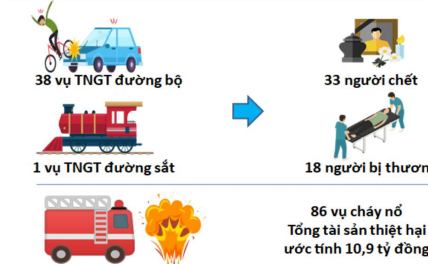 38 vụ TNGT đường bộ
33 người chết
1 vụ TNGT đường sắt
18 người bị thươn
86 vụ cháy nổ
Tổng tài sản thiệt hại
ước tính 10,9 tỷ đồng